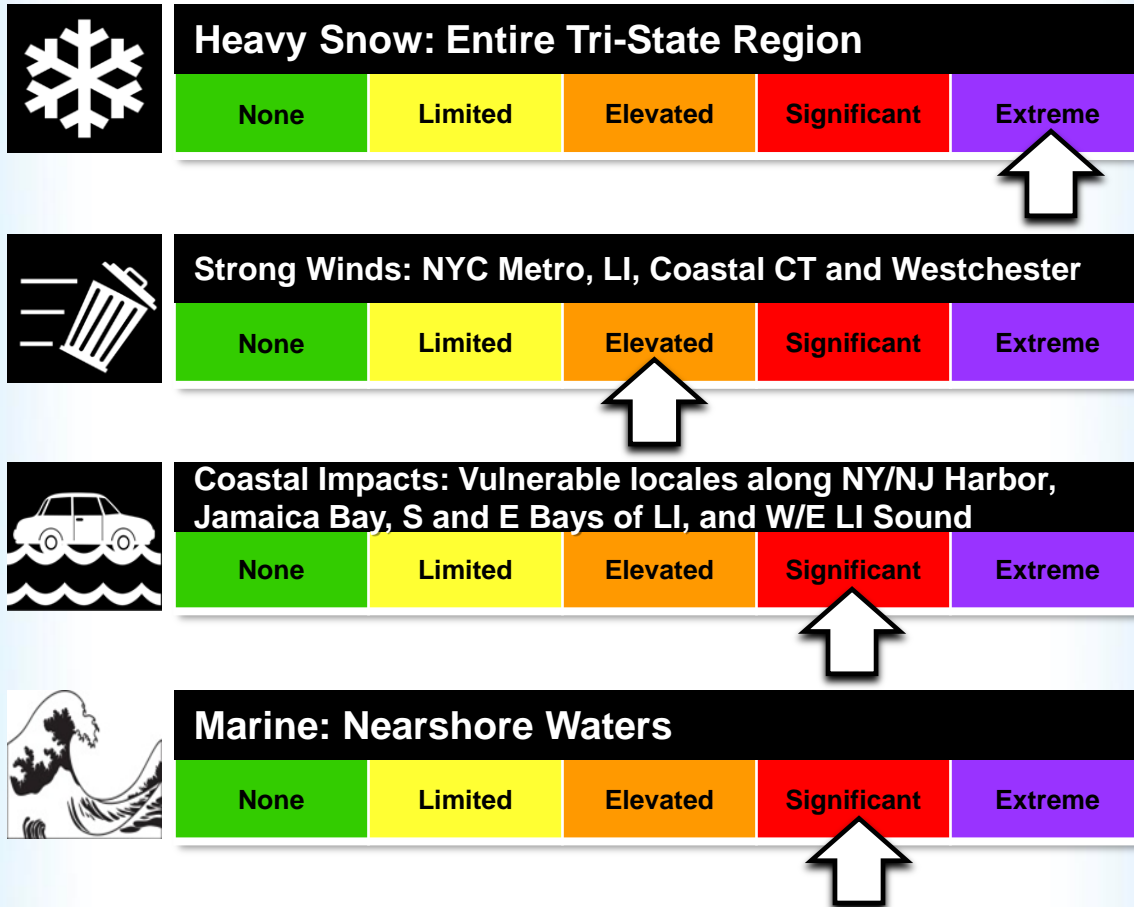 Heavy Snow: Entire Tri-State Region
None Limited Elevated Significant Extreme
Strong Winds: NYC Metro, LI, Coastal CT and Westchester
None Limited Elevated Significant Extreme
Coastal Impacts: Vulnerable locales along NY/NJ Harbor,
Jamaica Bay, S and E Bays of LI, and W/E LI Sound
None Limited Elevated Significant Extreme
Marine: Nearshore Waters
None Limited Elevated Significant Extreme